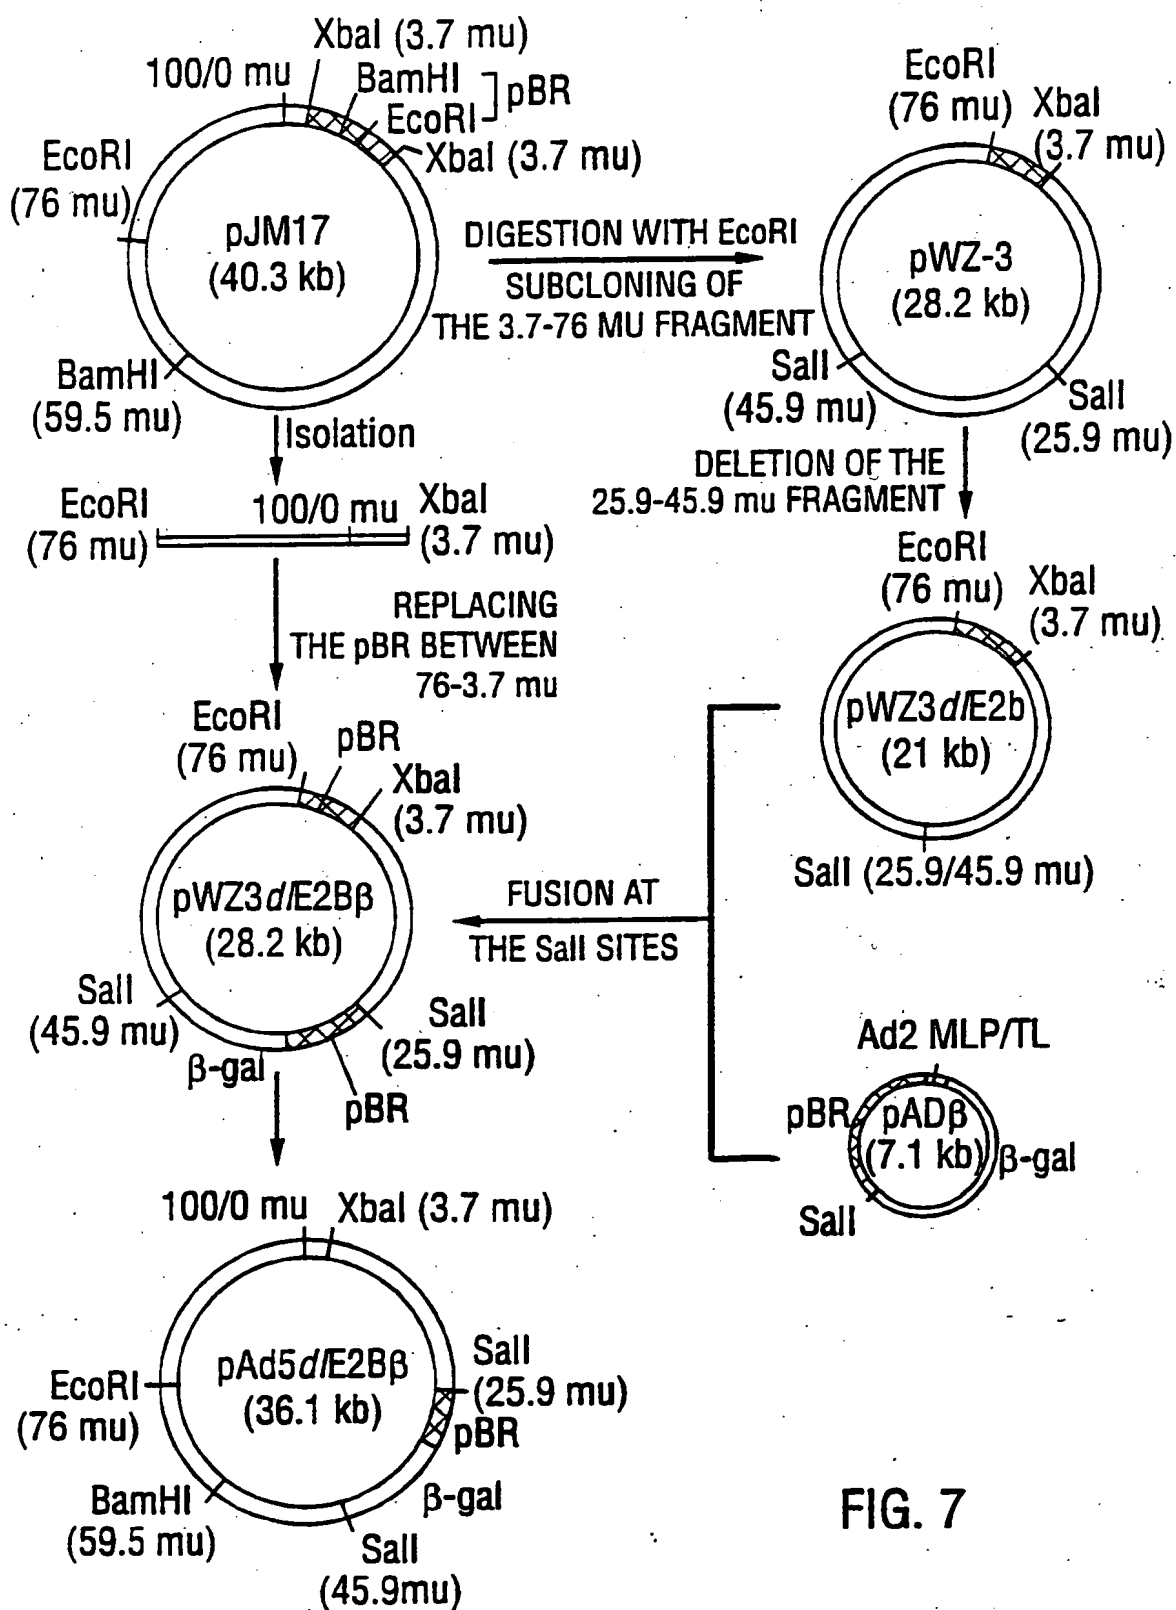 XbaI (3.7 mu)
100/0 mu
BamHI
EcoRI
pBR
XbaI (3.7 mu)
EcoRI
(76 mu)
pJM17
(40.3 kb)
BamHI
(59.5 mu)
DIGESTION WITH EcoRI
SUBCLONING OF
THE 3.7-76 MU FRAGMENT
EcoRI
(76 mu)
XbaI
(3.7 mu)
pWZ-3
(28.2 kb)
SalI
(45.9 mu)
SalI
(25.9 mu)
Isolation
EcoRI
(76 mu)
100/0 mu
XbaI
(3.7 mu)
DELETION OF THE
25.9-45.9 mu FRAGMENT
EcoRI
(76 mu)
XbaI
(3.7 mu)
pWZ3dlE2b
(21 kb)
SalI (25.9/45.9 mu)
REPLACING
THE pBR BETWEEN
76-3.7 mu
EcoRI
(76 mu)
pBR
XbaI
(3.7 mu)
pWZ3dlE2Bβ
(28.2 kb)
SalI
(45.9 mu)
β-gal
pBR
SalI
(25.9 mu)
FUSION AT
THE SalI SITES
Ad2 MLP/TL
pBR
pADβ
(7.1 kb)
β-gal
SalI
100/0 mu
XbaI (3.7 mu)
pAd5dlE2Bβ
(36.1 kb)
EcoRI
(76 mu)
SalI
(25.9 mu)
pBR
β-gal
BamHI
(59.5 mu)
SalI
(45.9mu)
FIG. 7